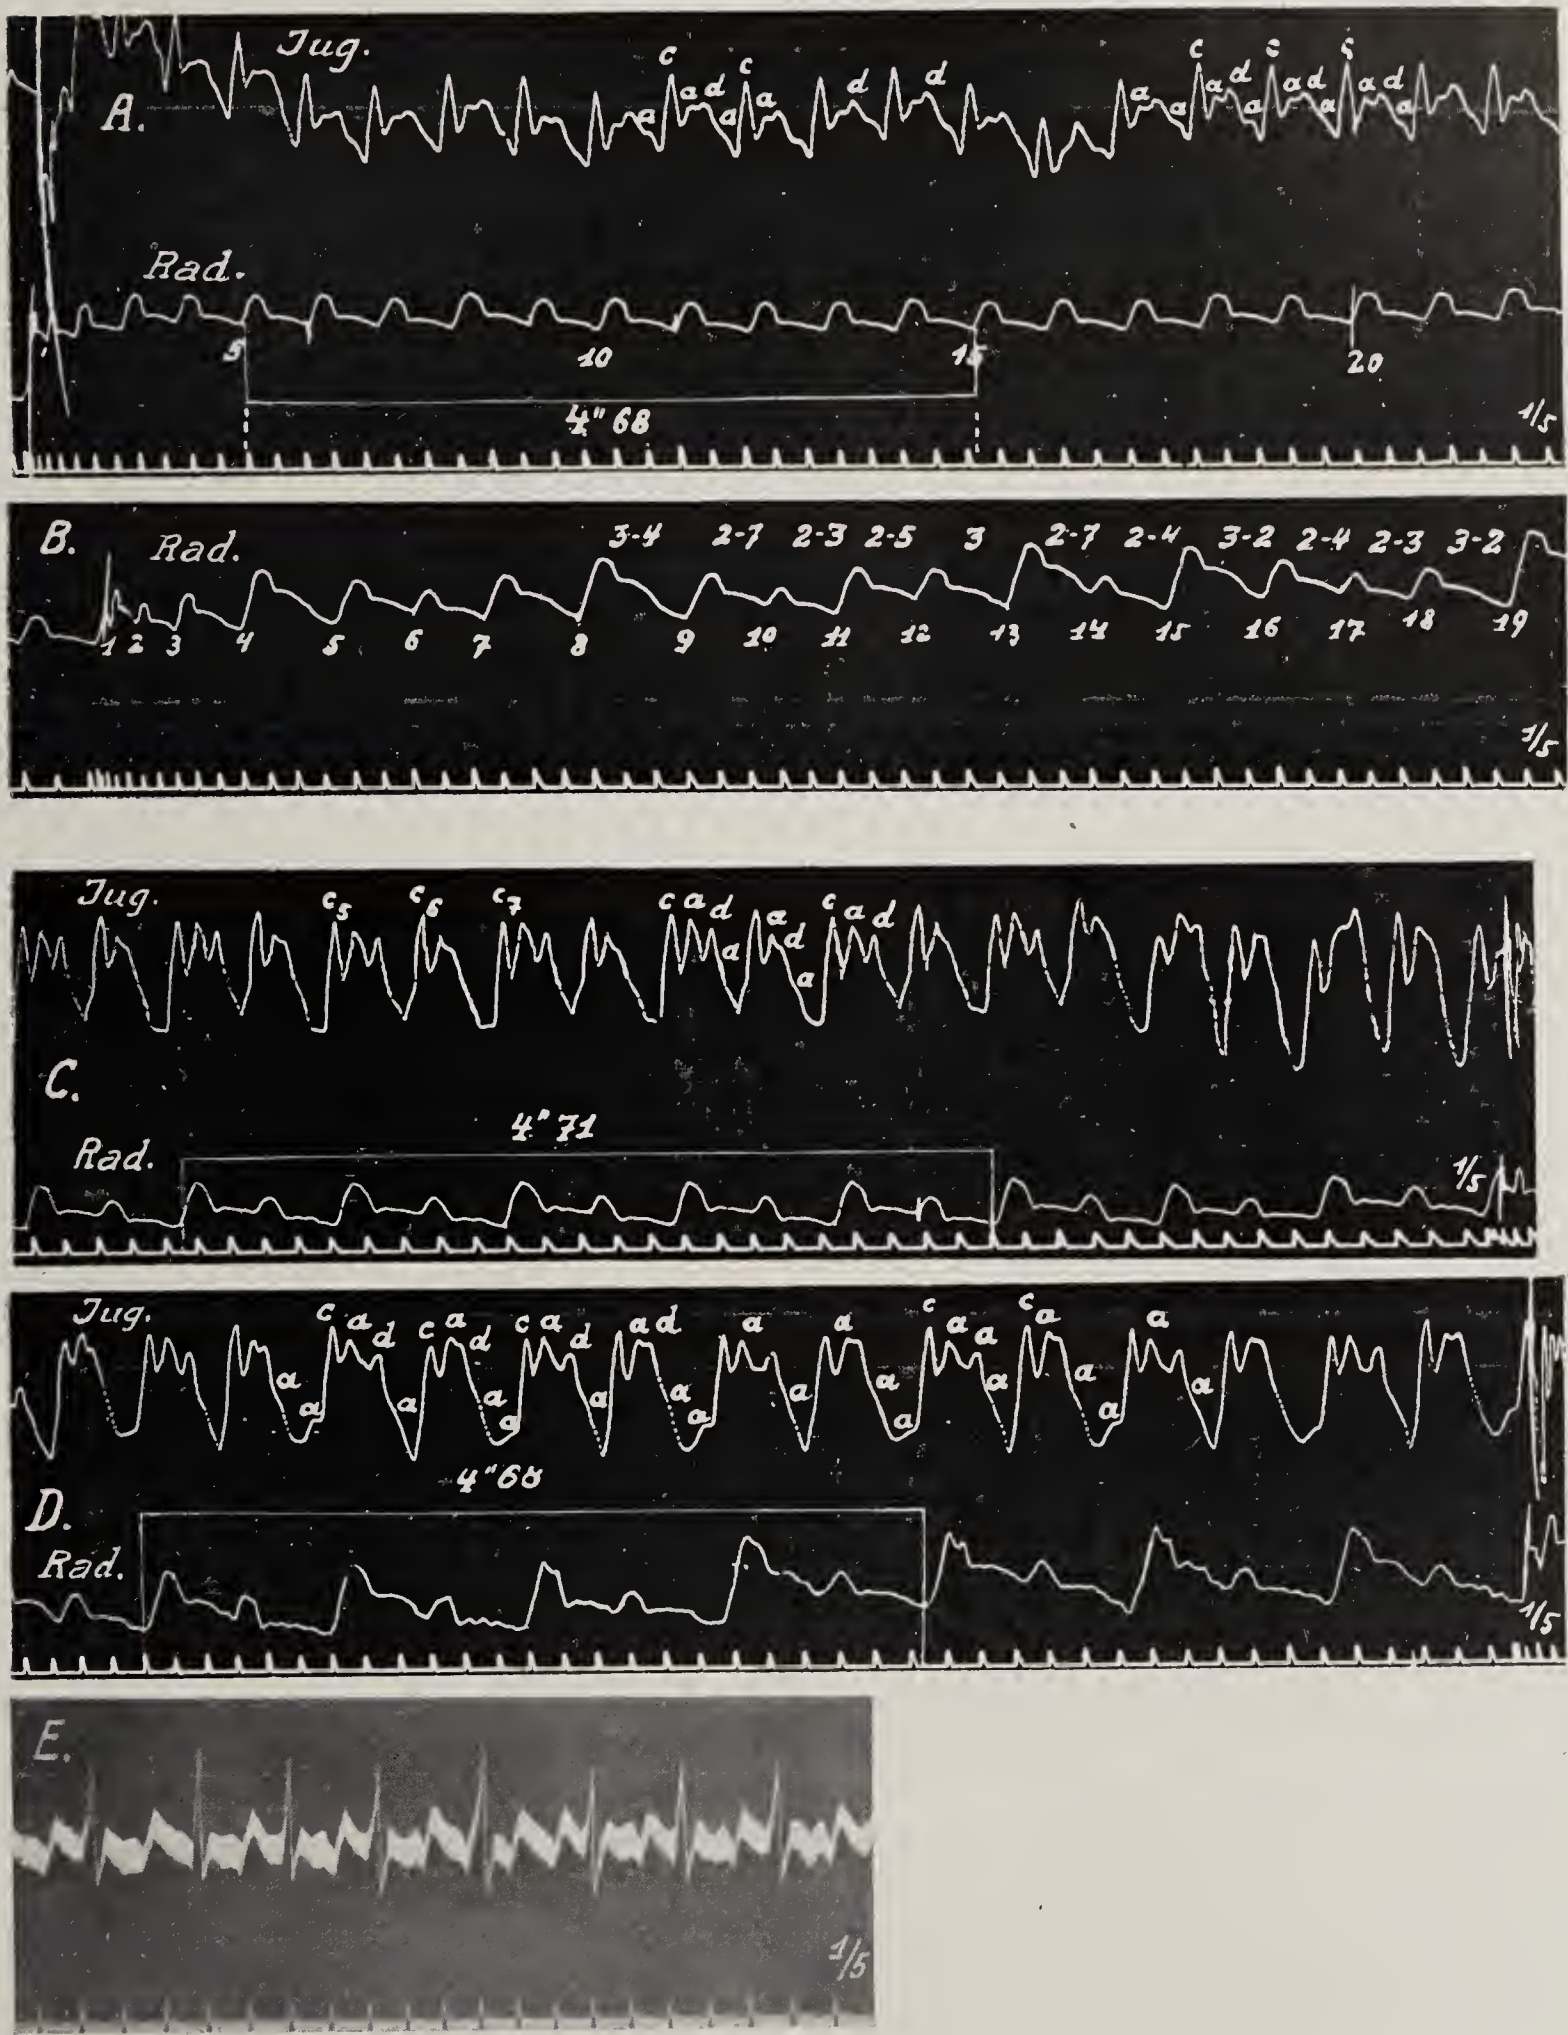 Jug.
c c c c c
a d a d a d a d a d
a a a a a a a
A.
Rad.
5 10 15 20
4" 68
1/5
B. Rad. 3-4 2-7 2-3 2-5 3 2-7 2-4 3-2 2-4 2-3 3-2
1 2 3 4 5 6 7 8 9 10 11 12 13 14 15 16 17 18 19
1/5
Jug. c5 c6 c7 c a d c a d
a d
a
a
C.
4" 71
Rad. 1/5
Jug. c a d c a d c a d a d a a c a a c a a
a a a a a a a a a a a a a a a
4" 68
D.
Rad.
1/5
E.
1/5